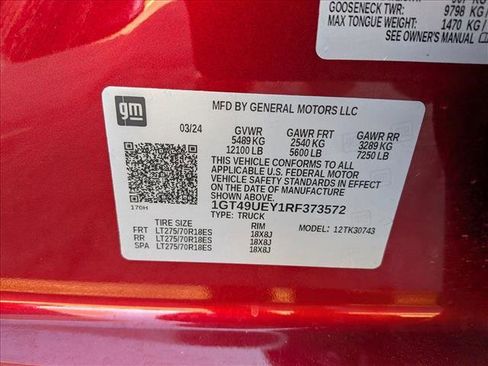 GOOSENECK TWR:
9798 KG /
MAX TONGUE WEIGHT: 1470 KG /
SEE OWNER'S MANUAL
gm
MFD BY GENERAL MOTORS LLC
03/24 GVWR GAWR FRT GAWR RR
5489 KG 2540 KG 3289 KG
12100 LB 5600 LB 7250 LB
THIS VEHICLE CONFORMS TO ALL
APPLICABLE U.S. FEDERAL MOTOR
VEHICLE SAFETY STANDARDS IN EFFECT
ON THE DATE OF MANUFACTURE
SHOWN ABOVE.
1GT49UEY1RF373572
TYPE: TRUCK
MODEL: 12TK30743
170H
TIRE SIZE RIM
FRT LT275/70R18ES 18X8J
RR LT275/70R18ES 18X8J
SPA LT275/70R18ES 18X8J